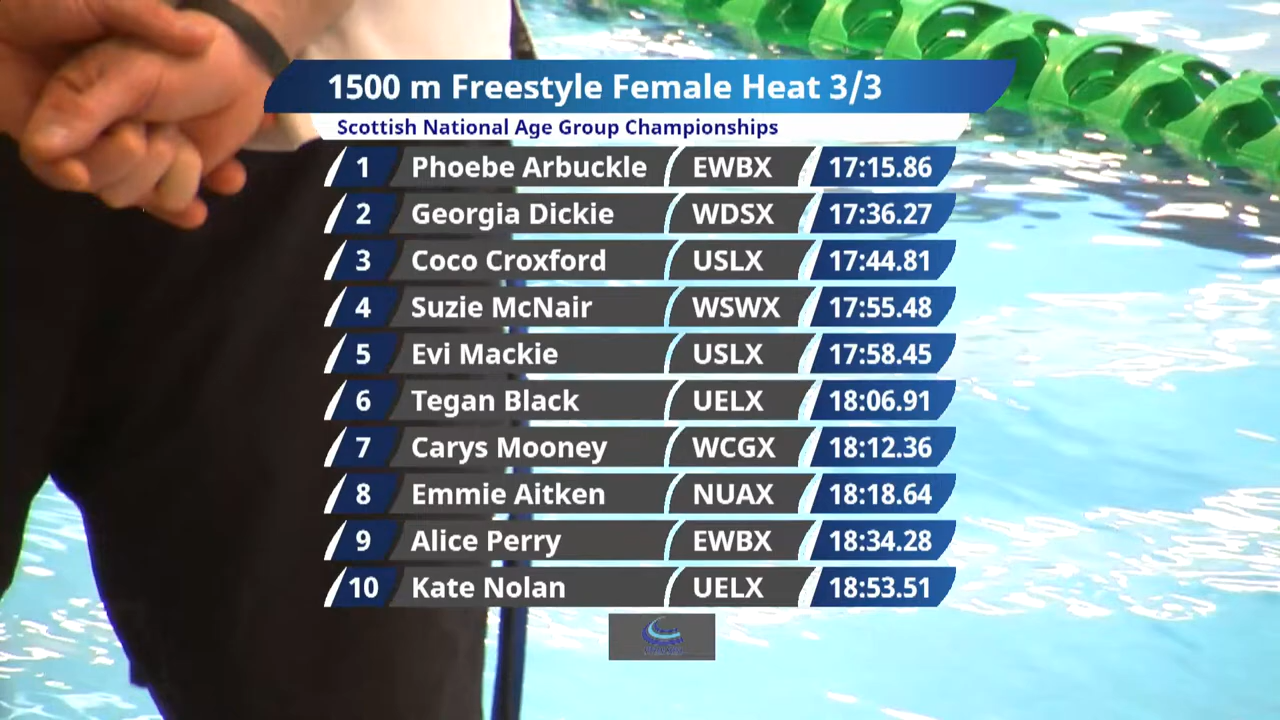 1500 m Freestyle Female Heat 3/3
Scottish National Age Group Championships
1 Phoebe Arbuckle EWBX 17:15.86
2 Georgia Dickie WDSX 17:36.27
3 Coco Croxford USLX 17:44.81
4 Suzie McNair WSWX 17:55.48
5 Evi Mackie USLX 17:58.45
6 Tegan Black UELX 18:06.91
7 Carys Mooney WCGX 18:12.36
8 Emmie Aitken NUAX 18:18.64
9 Alice Perry EWBX 18:34.28
10 Kate Nolan UELX 18:53.51